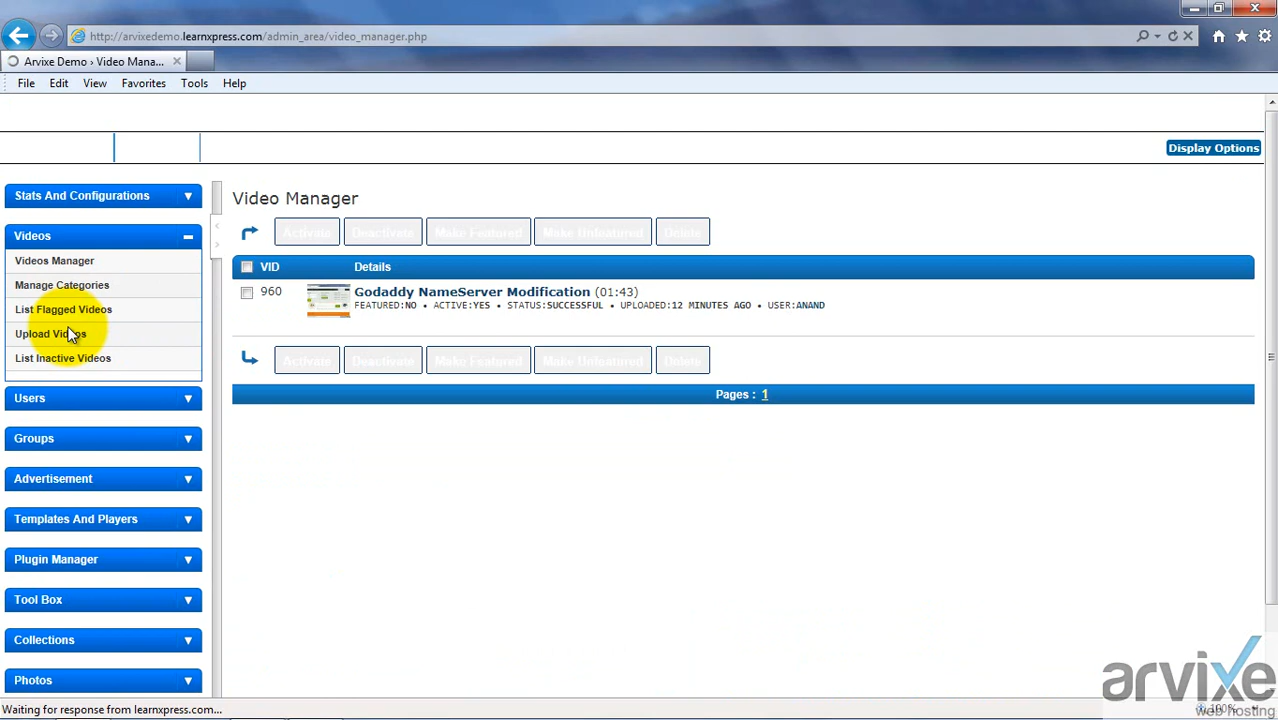 http://arvixedemo.learnxpress.com/admin_area/video_manager.php
Arvixe Demo › Video Mana...
File Edit View Favorites Tools Help
Display Options
Stats And Configurations
Videos
Videos Manager
Manage Categories
List Flagged Videos
Upload Videos
List Inactive Videos
Users
Groups
Advertisement
Templates And Players
Plugin Manager
Tool Box
Collections
Photos
Video Manager
Activate Deactivate Make Featured Make Unfeatured Delete
VID Details
960 Godaddy NameServer Modification (01:43)
FEATURED:NO • ACTIVE:YES • STATUS:SUCCESSFUL • UPLOADED:12 MINUTES AGO • USER:ANAND
Activate Deactivate Make Featured Make Unfeatured Delete
Pages : 1
Waiting for response from learnxpress.com...
arvixe
web hosting
100%